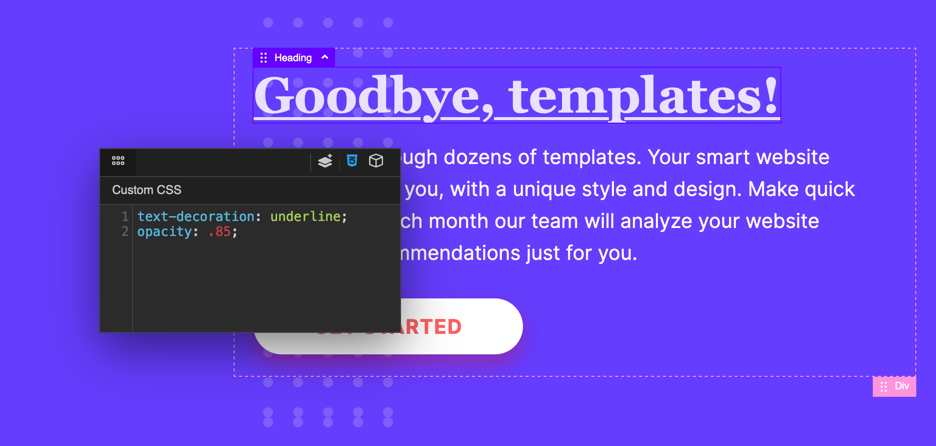 Heading
Goodbye, templates!
ugh dozens of templates. Your smart website
you, with a unique style and design. Make quick
ch month our team will analyze your website
mmendations just for you.
Custom CSS
1 text-decoration: underline;
2 opacity: .85;
GET STARTED
Div